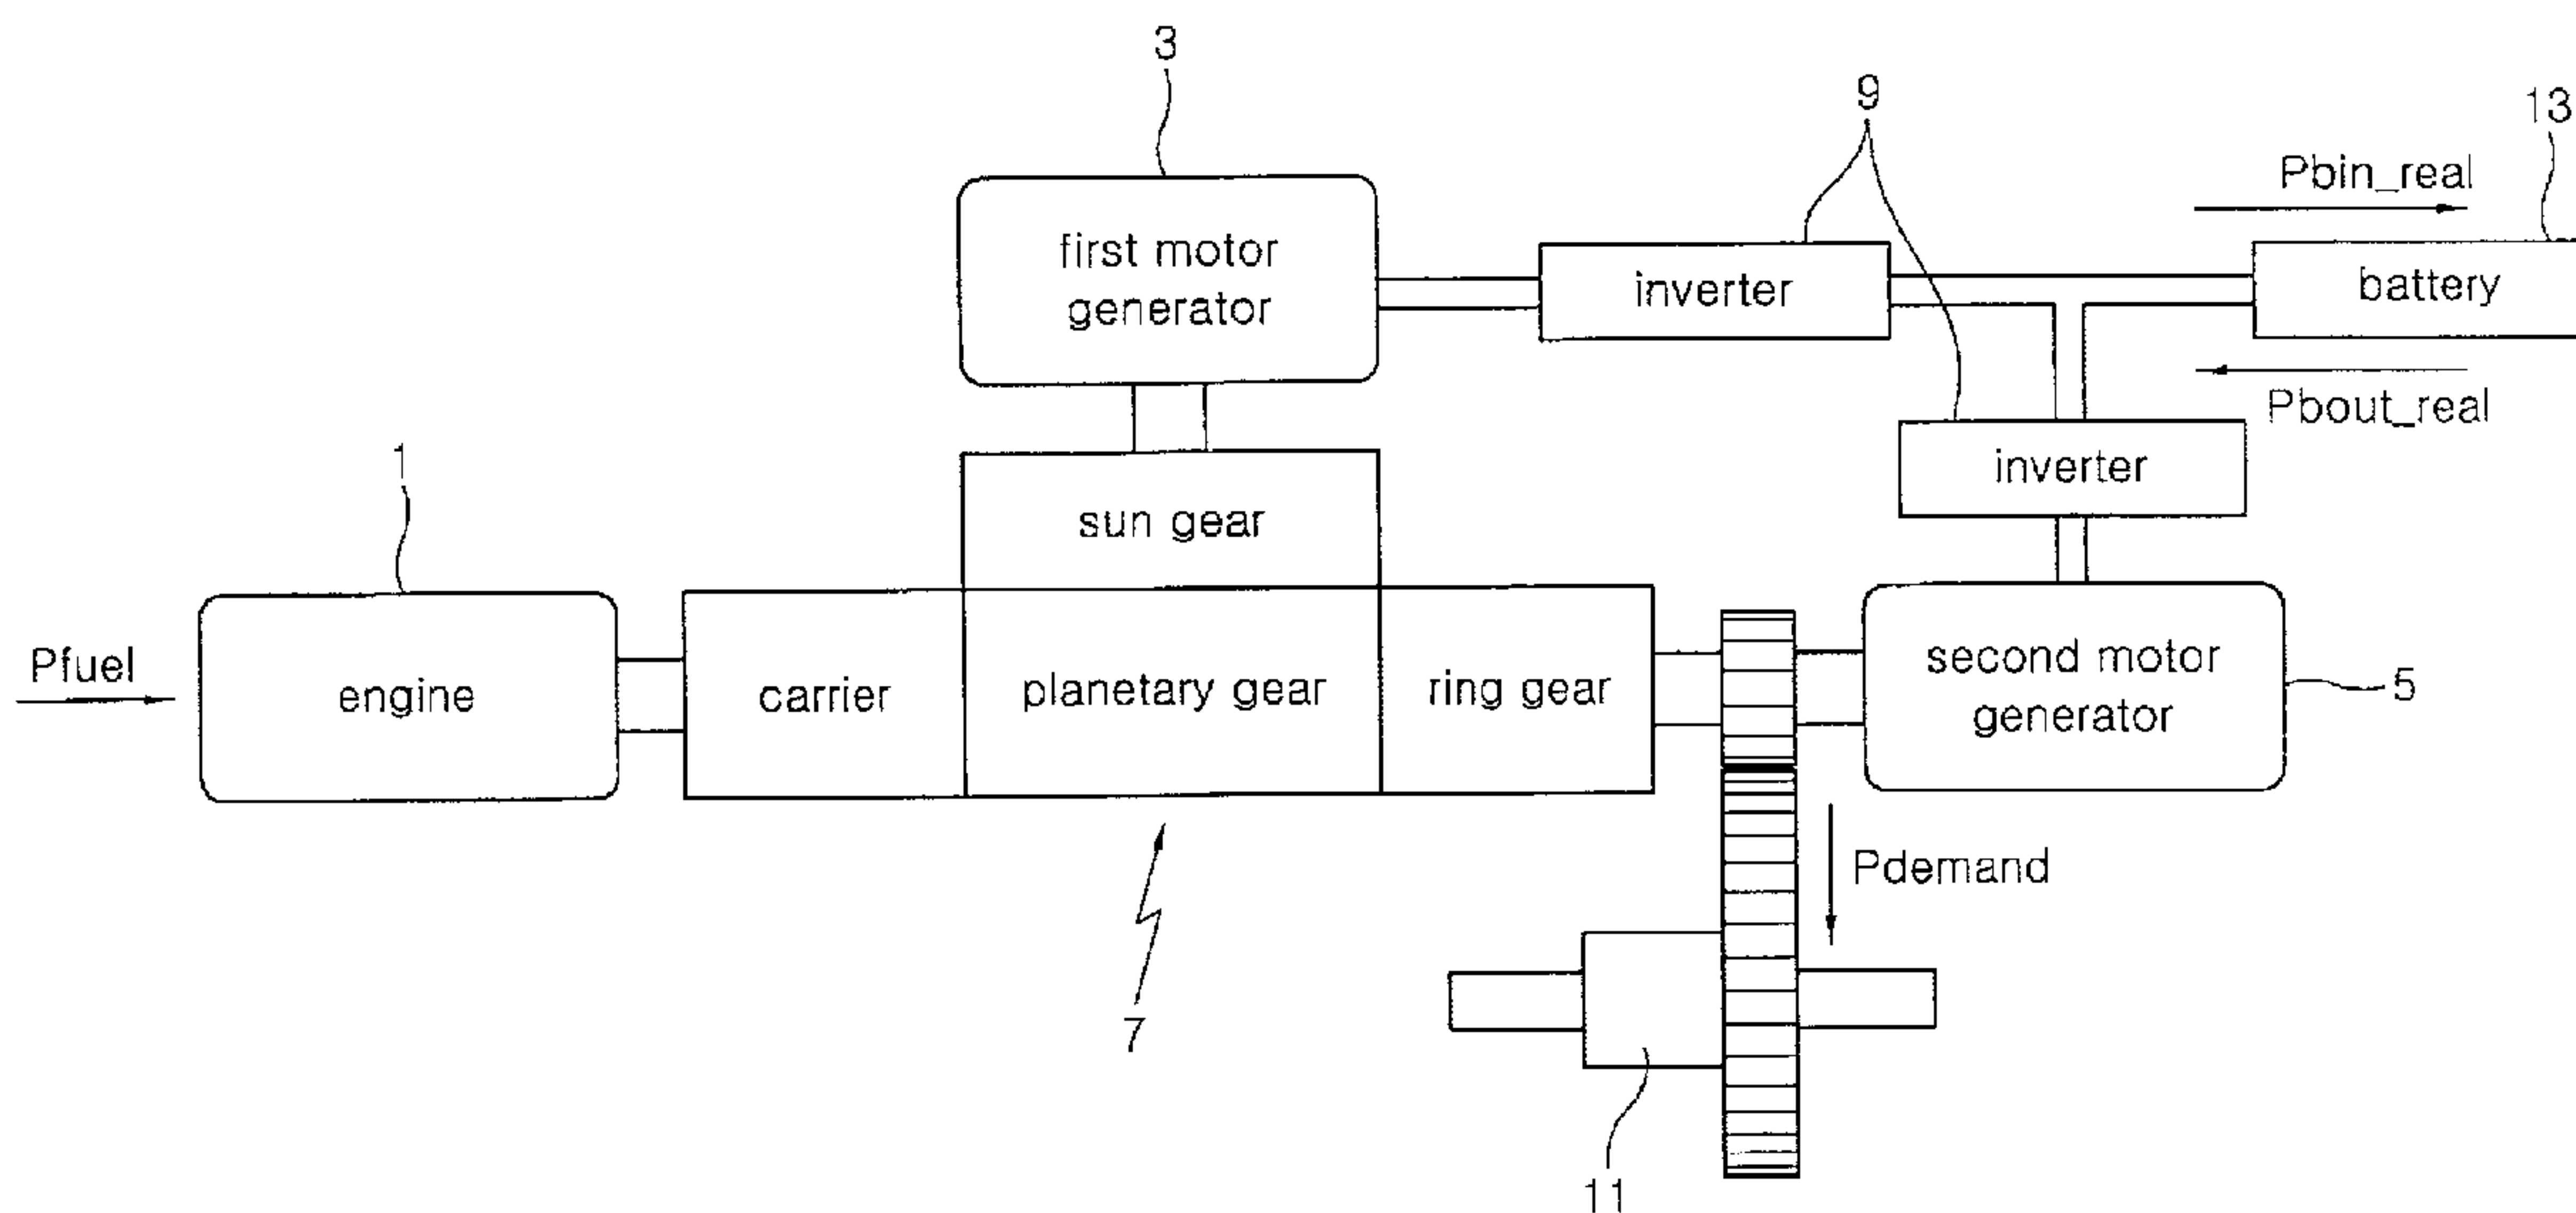 3
9
13
Pbin_real
first motor
generator
inverter
battery
Pbout_real
1
inverter
sun gear
Pfuel
engine
carrier
planetary gear
ring gear
second motor
generator
5
Pdemand
7
11